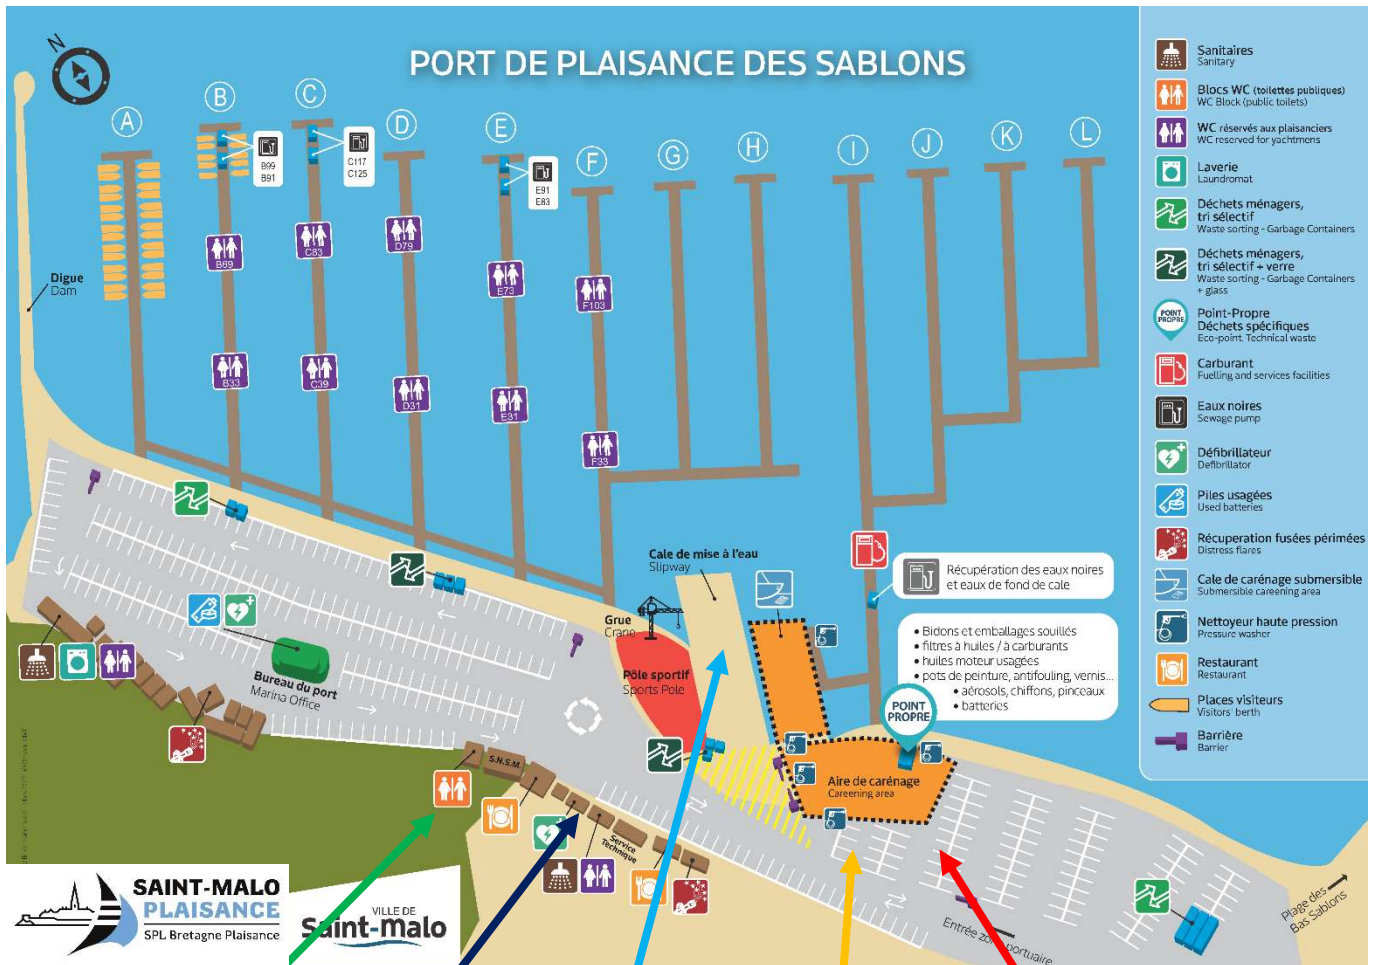 PORT DE PLAISANCE DES SABLONS
N
A
B
C
D
E
F
G
H
I
J
K
L
B99
B91
C117
C125
E91
E83
B69
C83
D79
E73
F103
B33
C39
D31
E31
F33
Digue
Dam
Cale de mise à l'eau
Slipway
Grue
Crane
Pôle sportif
Sports Pole
Récupération des eaux noires
et eaux de fond de cale
• Bidons et emballages souillés
• filtres à huiles / à carburants
• huiles moteur usagées
• pots de peinture, antifouling, vernis...
• aérosols, chiffons, pinceaux
• batteries
POINT
PROPRE
Bureau du port
Marina Office
S.N.S.M.
Aire de carénage
Careening area
Service
Technique
Entrée zone portuaire
Plage des
Bas Sablons
SAINT-MALO
PLAISANCE
SPL Bretagne Plaisance
VILLE DE
Saint-malo
Sanitaires
Sanitary
Blocs WC (toilettes publiques)
WC Block (public toilets)
WC réservés aux plaisanciers
WC reserved for yachtmens
Laverie
Laundromat
Déchets ménagers,
tri sélectif
Waste sorting - Garbage Containers
Déchets ménagers,
tri sélectif + verre
Waste sorting - Garbage Containers
+ glass
POINT
PROPRE
Point-Propre
Déchets spécifiques
Eco-point. Technical waste
Carburant
Fuelling and services facilities
Eaux noires
Sewage pump
Défibrillateur
Defibrillator
Piles usagées
Used batteries
Récuperation fusées périmées
Distress flares
Cale de carénage submersible
Submersible careening area
Nettoyeur haute pression
Pressure washer
Restaurant
Restaurant
Places visiteurs
Visitors' berth
Barrière
Barrier